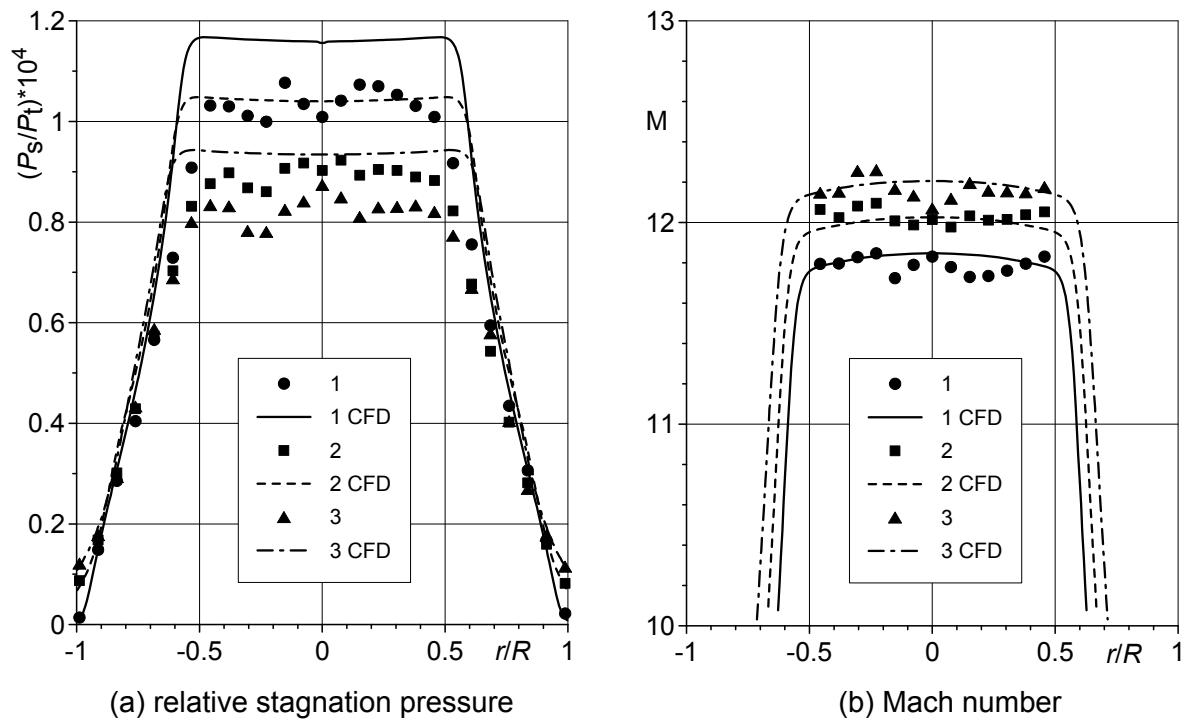 1.2
(Ps/Pt)*10^4
1
0.8
0.6
0.4
0.2
0
-1
-0.5
0
0.5
r/R
1
1
1 CFD
2
2 CFD
3
3 CFD
(a) relative stagnation pressure
13
M
12
11
10
-1
-0.5
0
0.5
r/R
1
1
1 CFD
2
2 CFD
3
3 CFD
(b) Mach number